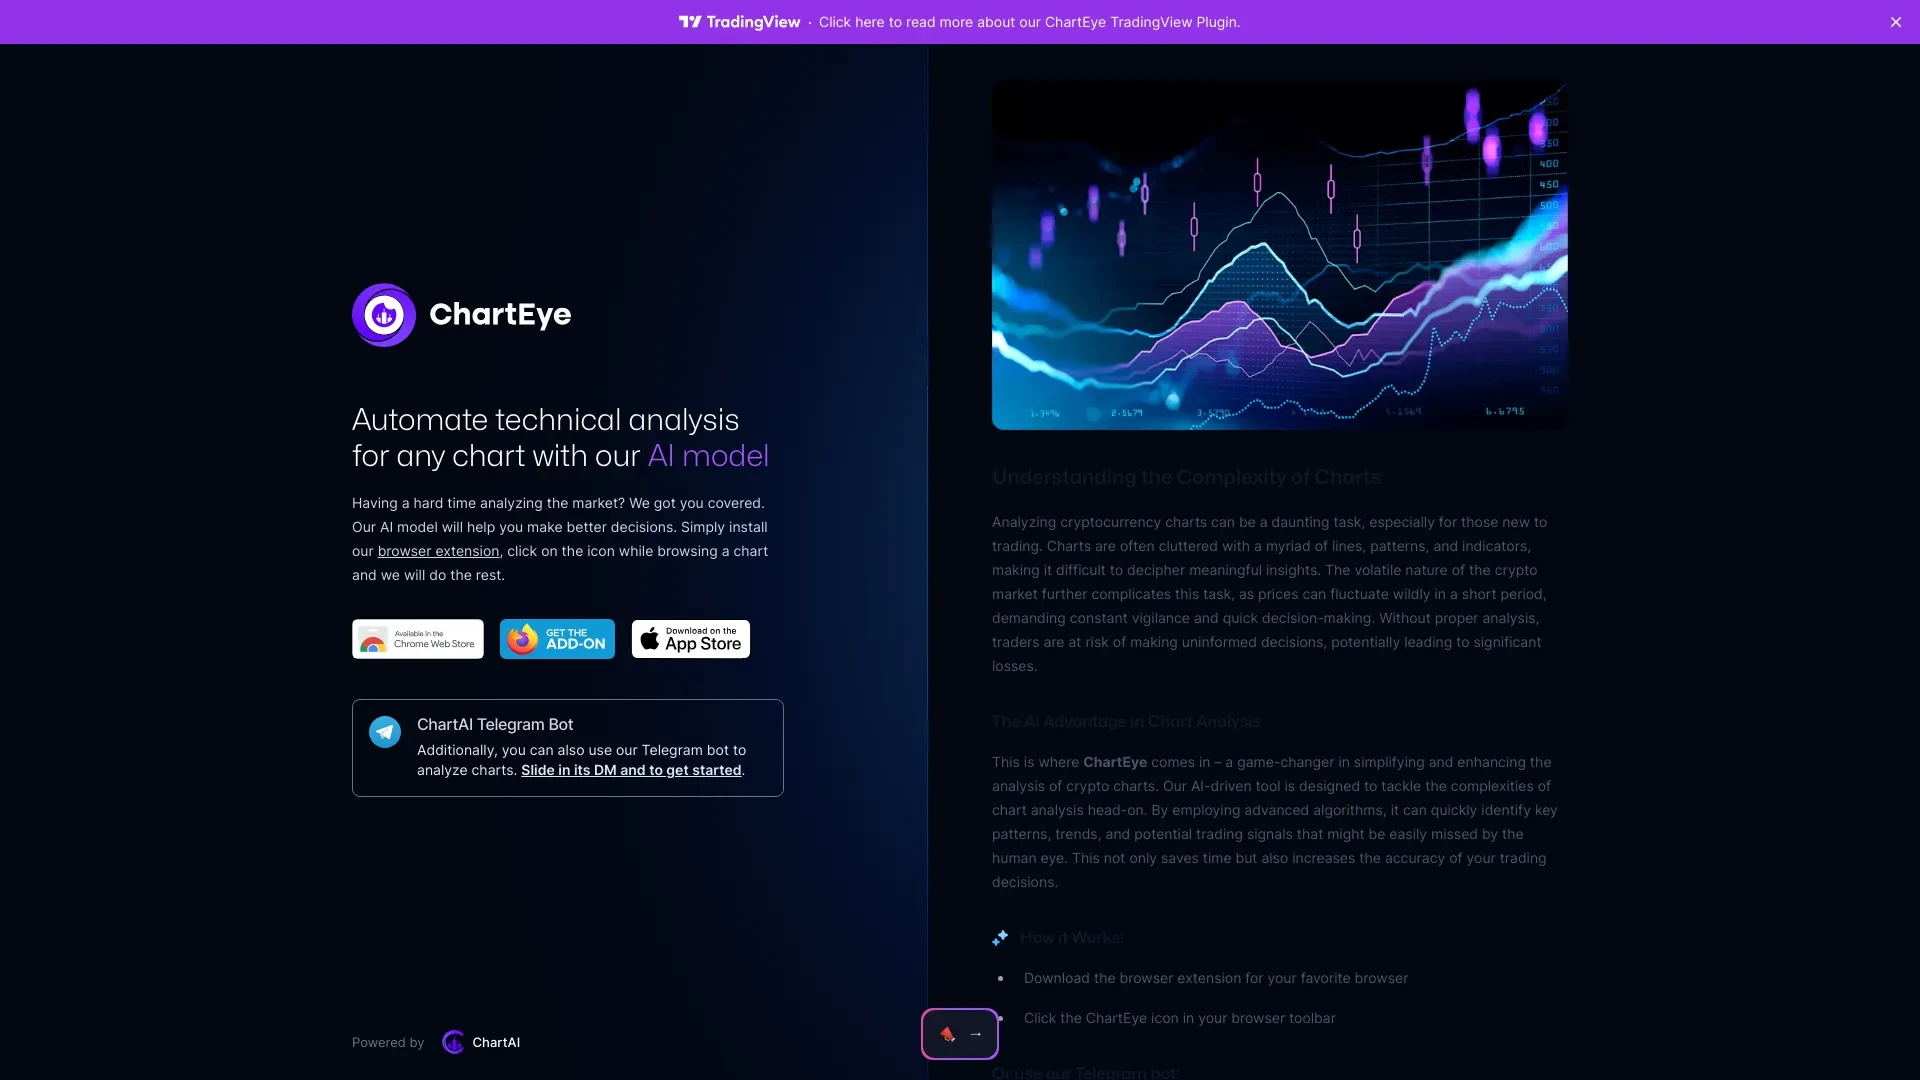 TradingView · Click here to read more about our ChartEye TradingView Plugin.
ChartEye
Automate technical analysis
for any chart with our AI model
Having a hard time analyzing the market? We got you covered.
Our AI model will help you make better decisions. Simply install
our browser extension, click on the icon while browsing a chart
and we will do the rest.
Available in the
Chrome Web Store
GET THE
ADD-ON
Download on the
App Store
ChartAI Telegram Bot
Additionally, you can also use our Telegram bot to
analyze charts. Slide in its DM and to get started.
Powered by ChartAI
400
450
500
1.3496 2.5679 6.6795
Understanding the Complexity of Charts
Analyzing cryptocurrency charts can be a daunting task, especially for those new to
trading. Charts are often cluttered with a myriad of lines, patterns, and indicators,
making it difficult to decipher meaningful insights. The volatile nature of the crypto
market further complicates this task, as prices can fluctuate wildly in a short period,
demanding constant vigilance and quick decision-making. Without proper analysis,
traders are at risk of making uninformed decisions, potentially leading to significant
losses.
The AI Advantage in Chart Analysis
This is where ChartEye comes in – a game-changer in simplifying and enhancing the
analysis of crypto charts. Our AI-driven tool is designed to tackle the complexities of
chart analysis head-on. By employing advanced algorithms, it can quickly identify key
patterns, trends, and potential trading signals that might be easily missed by the
human eye. This not only saves time but also increases the accuracy of your trading
decisions.
How it Works:
• Download the browser extension for your favorite browser
• Click the ChartEye icon in your browser toolbar
→
Or use our Telegram bot: